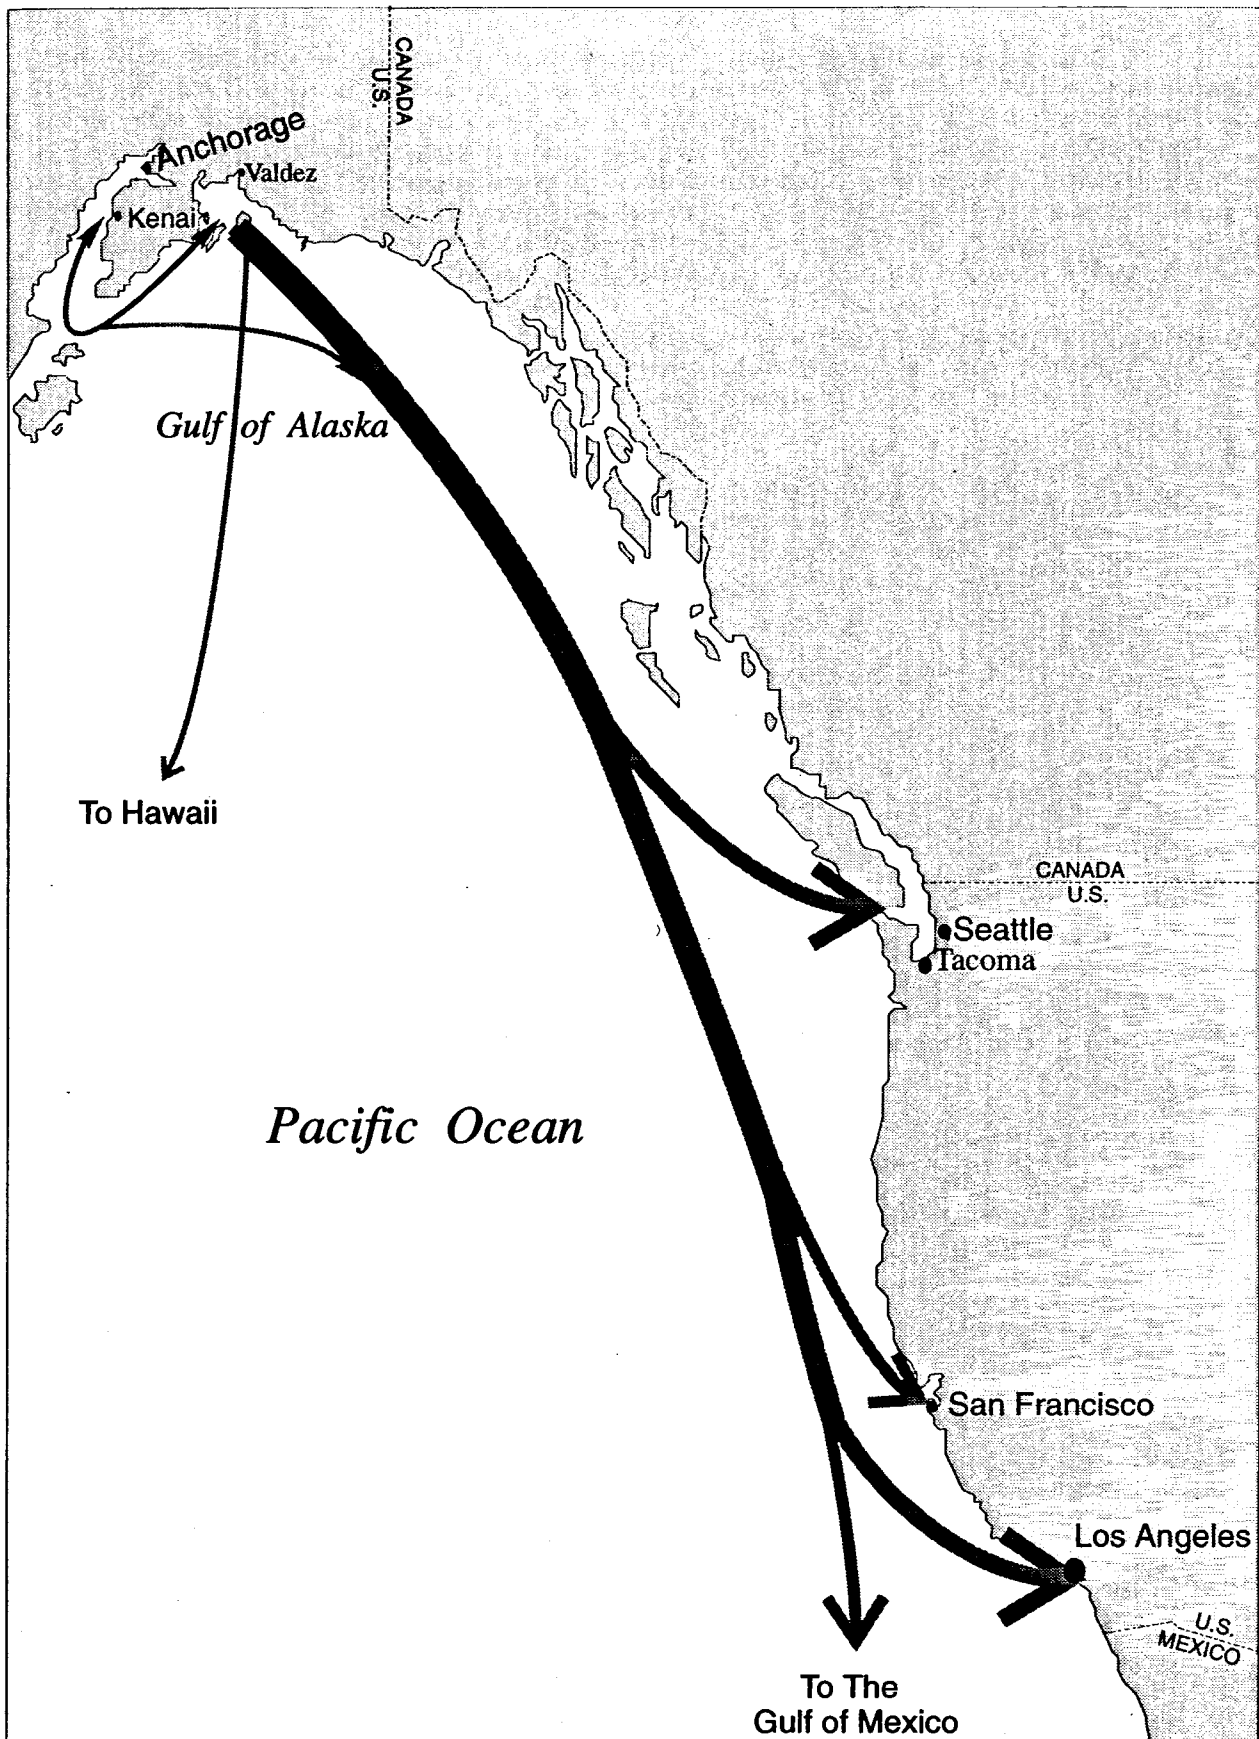 CANADA
U.S.
Anchorage
Valdez
Kenai
Gulf of Alaska
To Hawaii
CANADA
U.S.
Seattle
Tacoma
Pacific Ocean
San Francisco
Los Angeles
U.S.
MEXICO
To The
Gulf of Mexico